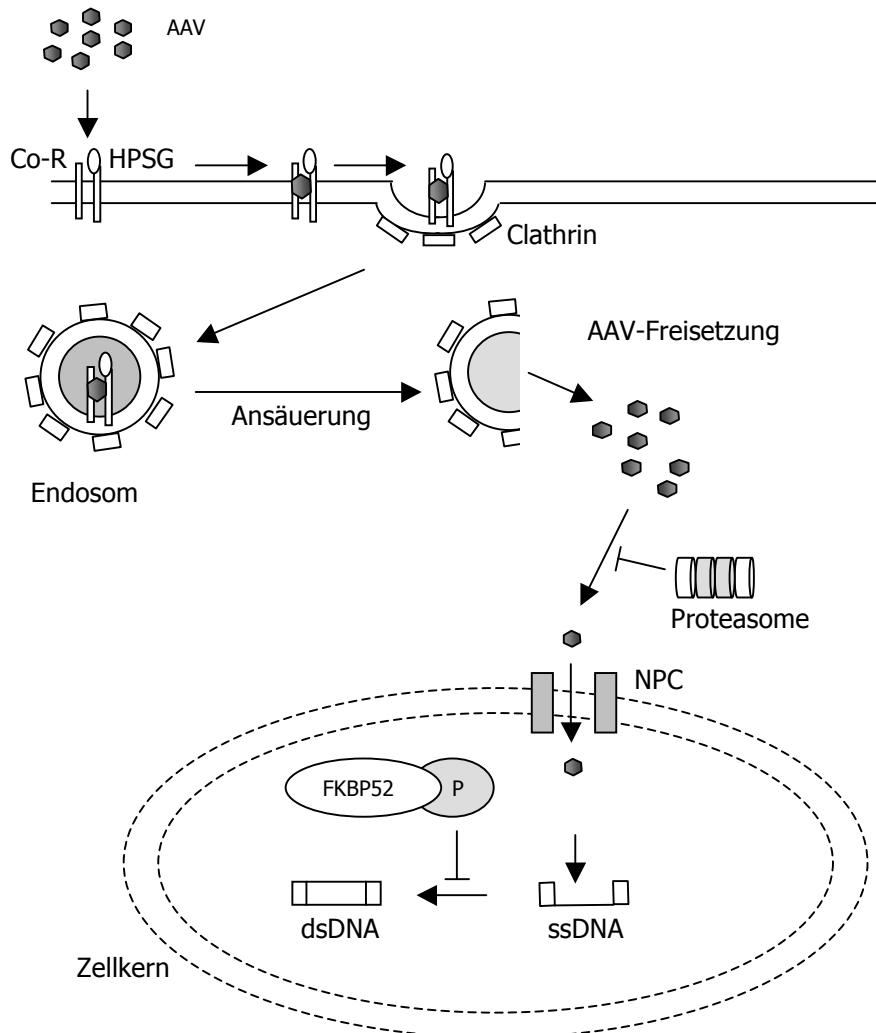 AAV
Co-R HPSG
Clathrin
AAV-Freisetzung
Ansäuerung
Endosom
Proteasome
NPC
FKBP52 P
dsDNA ssDNA
Zellkern